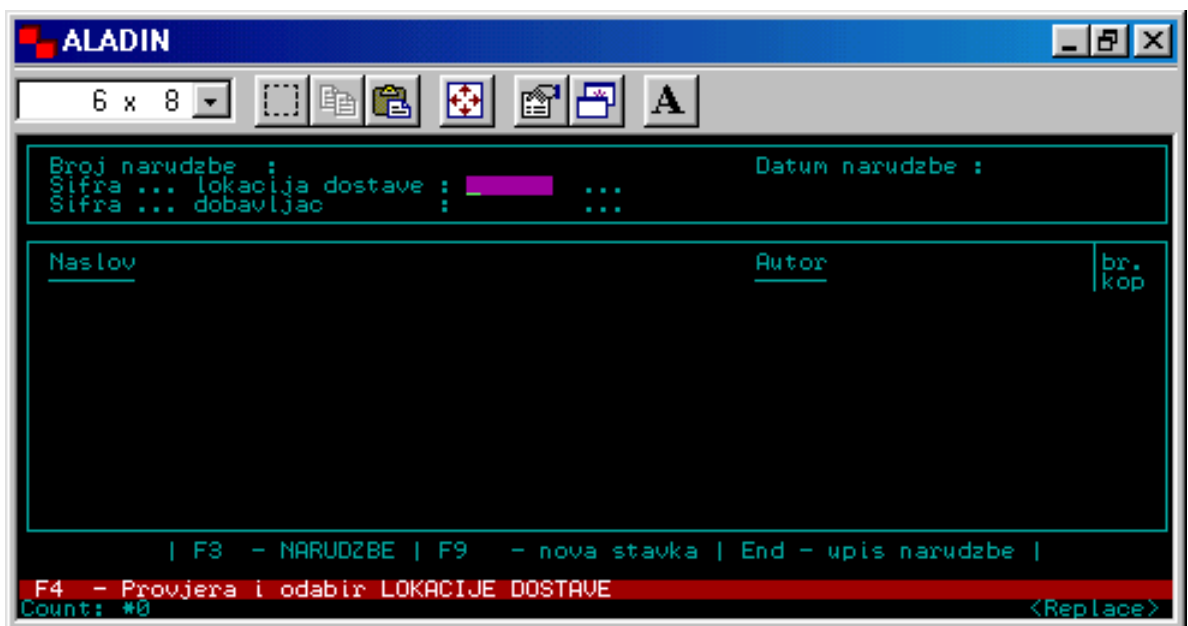 ALADIN
6 x 8 A
Broj narudzbe : Datum narudzbe :
Sifra ... lokacija dostave : ...
Sifra ... dobavljac : ...
Naslov Autor br.
kop
| F3 - NARUDZBE | F9 - nova stavka | End - upis narudzbe |
F4 - Provjera i odabir LOKACIJE DOSTAVE
Count: *0 <Replace>